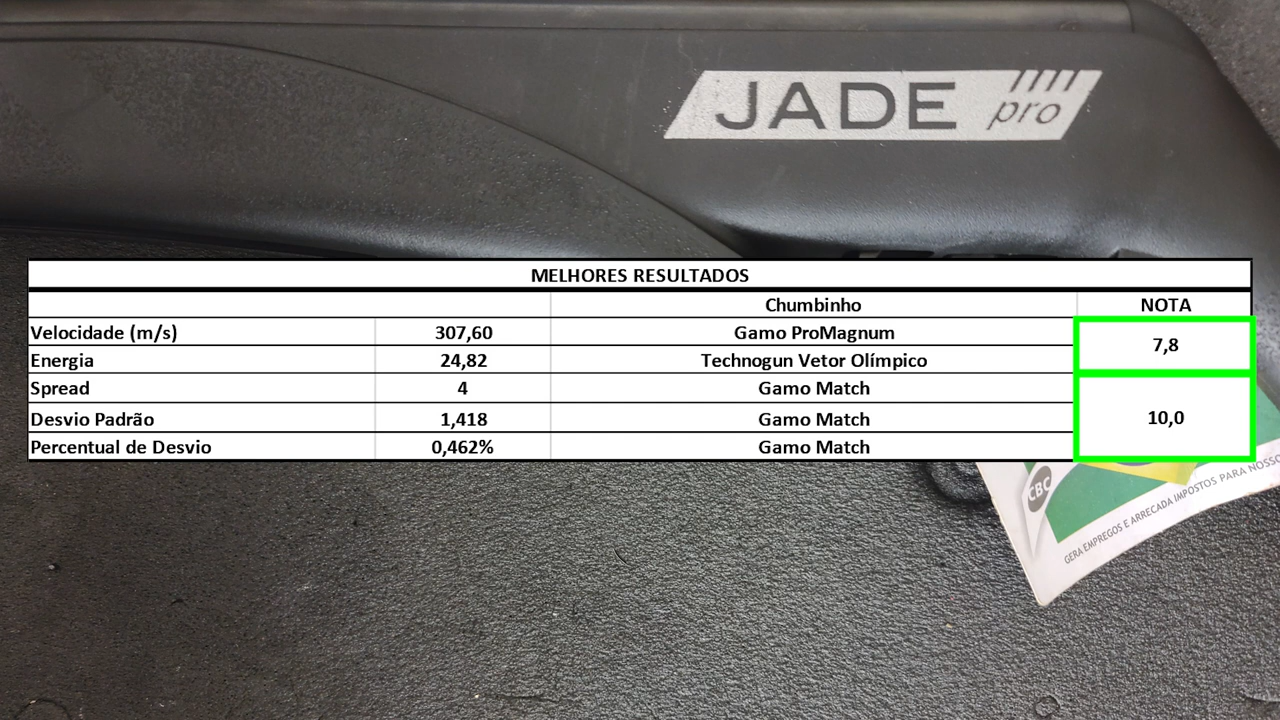 JADE pro
MELHORES RESULTADOS
Chumbinho NOTA
Velocidade (m/s) 307,60 Gamo ProMagnum 7,8
Energia 24,82 Technogun Vetor Olímpico
Spread 4 Gamo Match 10,0
Desvio Padrão 1,418 Gamo Match
Percentual de Desvio 0,462% Gamo Match
CBC
GERA EMPREGOS E ARRECADA IMPOSTOS PARA NOSSO